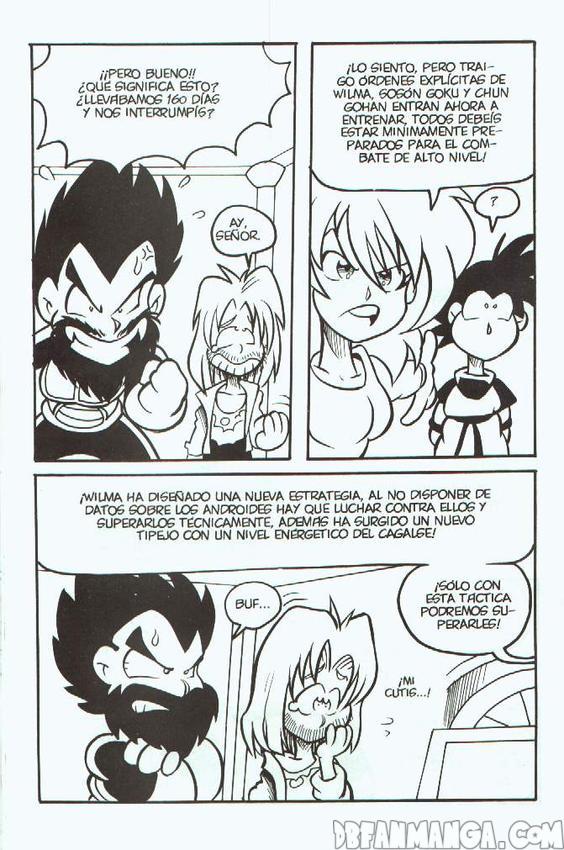 ¡¡PERO BUENO!!
¿QUÉ SIGNIFICA ESTO?
¿LLEVÁBAMOS 160 DÍAS
Y NOS INTERRUMPÍS?
AY,
SEÑOR.
¡LO SIENTO, PERO TRAI-
GO ÓRDENES EXPLÍCITAS DE
WILMA, SOSÓN GOKU Y CHUN
GOHAN ENTRAN AHORA A
ENTRENAR, TODOS DEBÉIS
ESTAR MINIMAMENTE PRE-
PARADOS PARA EL COM-
BATE DE ALTO NIVEL!
?
¡WILMA HA DISEÑADO UNA NUEVA ESTRATEGIA, AL NO DISPONER DE
DATOS SOBRE LOS ANDROIDES HAY QUE LUCHAR CONTRA ELLOS Y
SUPERARLOS TÉCNICAMENTE, ADEMÁS HA SURGIDO UN NUEVO
TIPEJO CON UN NIVEL ENERGÉTICO DEL CAGALSE!
BUF...
¡SÓLO CON
ESTA TÁCTICA
PODREMOS SU-
PERARLES!
¡MI
CUTIS...!
DBFANMANGA.COM